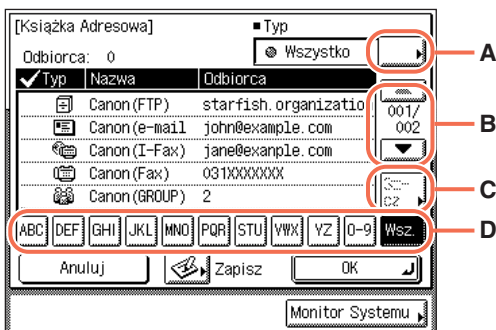 [Książka Adresowa] ■Typ
Odbiorca: 0 Wszystko A
✓Typ Nazwa Odbiorca
Canon(FTP) starfish.organizatio 001/
Canon(e-mail john@exanple.com 002 B
Canon(I-Fax) jane@exanple.com
Canon(Fax) 031XXXXXXX C
Canon(GROUP) 2 cz
ABC DEF GHI JKL MNO PQR STU VWX YZ 0-9 Wsz. D
Anuluj Zapisz OK
Monitor Systemu